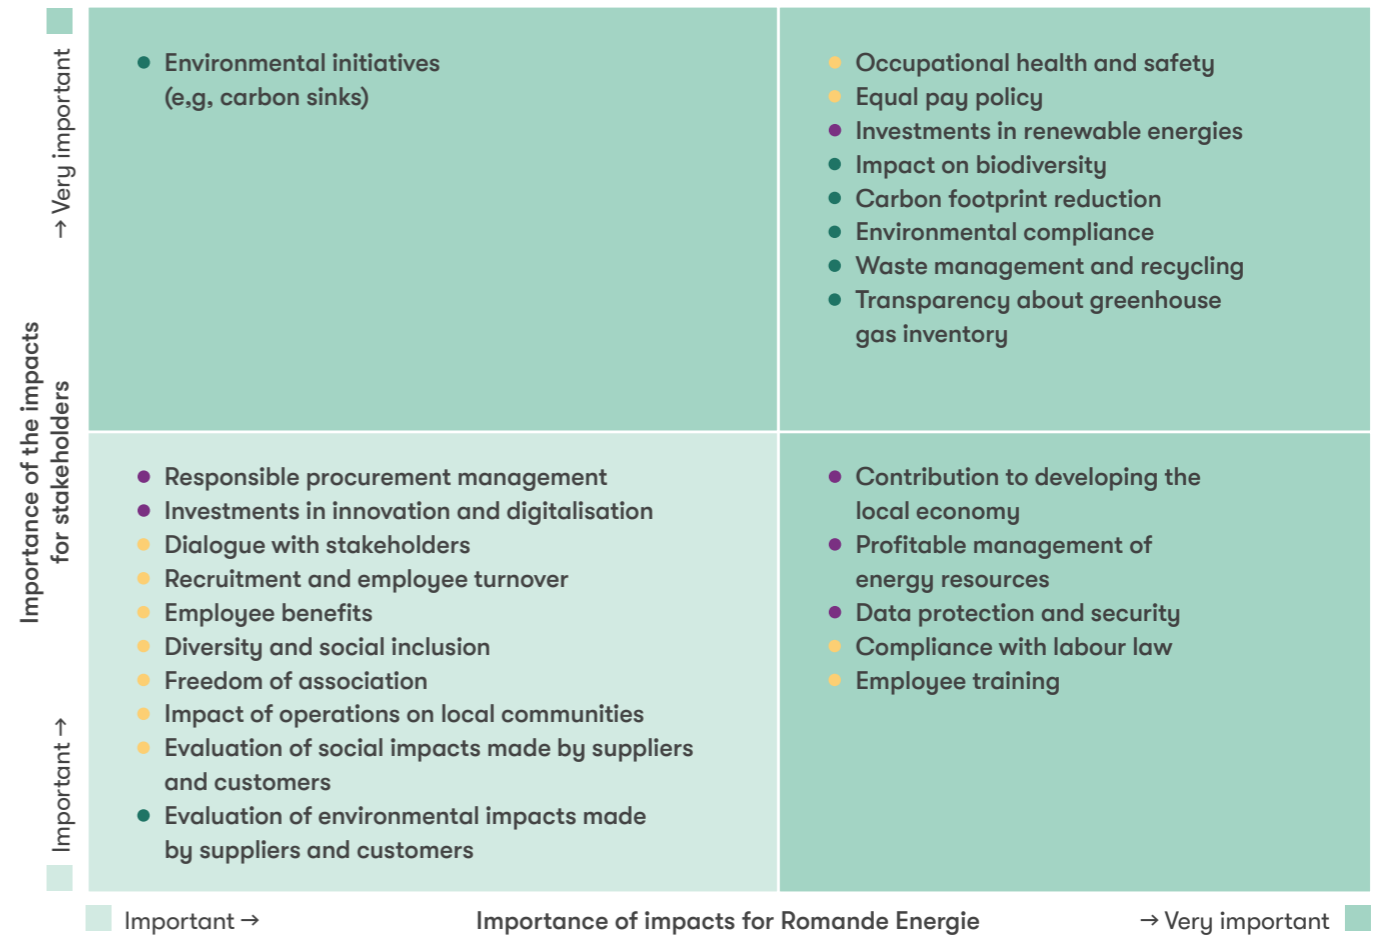 → Very important
Environmental initiatives
(e,g, carbon sinks)
Occupational health and safety
Equal pay policy
Investments in renewable energies
Impact on biodiversity
Carbon footprint reduction
Environmental compliance
Waste management and recycling
Transparency about greenhouse
gas inventory
Importance of the impacts
for stakeholders
Responsible procurement management
Investments in innovation and digitalisation
Dialogue with stakeholders
Recruitment and employee turnover
Employee benefits
Diversity and social inclusion
Freedom of association
Impact of operations on local communities
Evaluation of social impacts made by suppliers
and customers
Evaluation of environmental impacts made
by suppliers and customers
Contribution to developing the
local economy
Profitable management of
energy resources
Data protection and security
Compliance with labour law
Employee training
Important →
Important →
Importance of impacts for Romande Energie
→ Very important